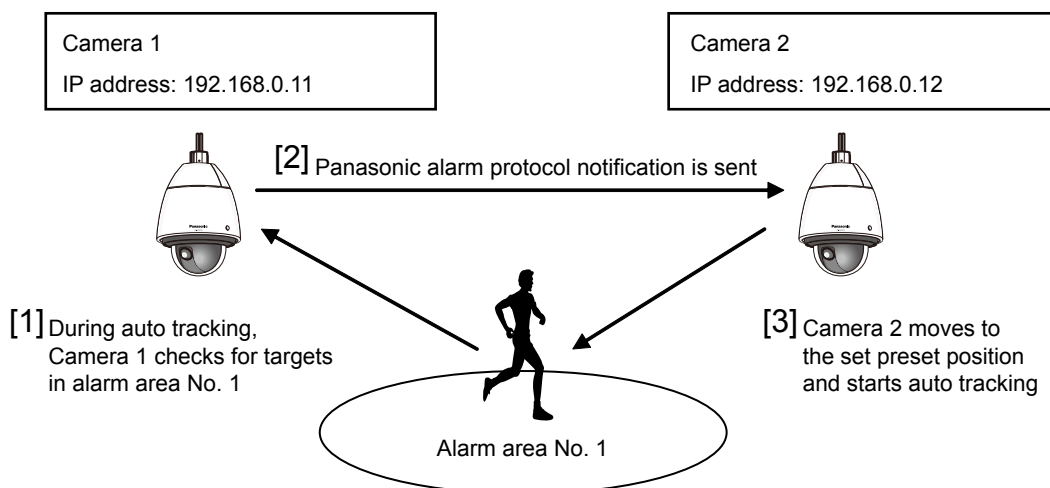 Camera 1
IP address: 192.168.0.11
Camera 2
IP address: 192.168.0.12
[2] Panasonic alarm protocol notification is sent
Panasonic
Panasonic
[1] During auto tracking,
Camera 1 checks for targets
in alarm area No. 1
[3] Camera 2 moves to
the set preset position
and starts auto tracking
Alarm area No. 1